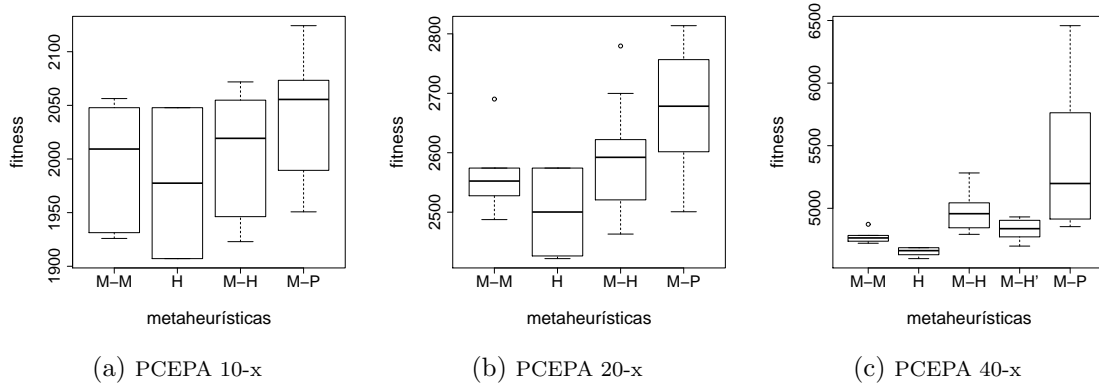 fitness
1900 1950 2000 2050 2100
M−M H M−H M−P
metaheurísticas
(a) PCEPA 10-x
fitness
2500 2600 2700 2800
M−M H M−H M−P
metaheurísticas
(b) PCEPA 20-x
fitness
5000 5500 6000 6500
M−M H M−H M−H' M−P
metaheurísticas
(c) PCEPA 40-x